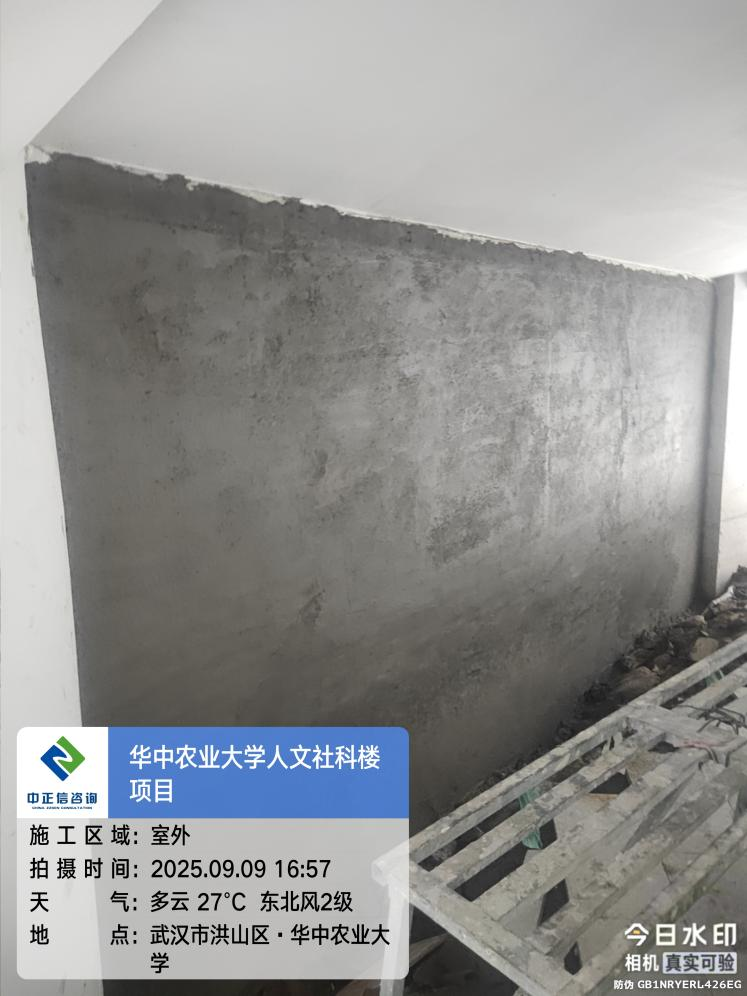 中正信咨询
CHINA ZZXIN CONSULTATION
华中农业大学人文社科楼
项目
施工区域：室外
拍摄时间：2025.09.09 16:57
天气：多云 27°C 东北风2级
地点：武汉市洪山区·华中农业大
学
今日水印
相机 真实可验
防伪 GB1NRYERL426EG